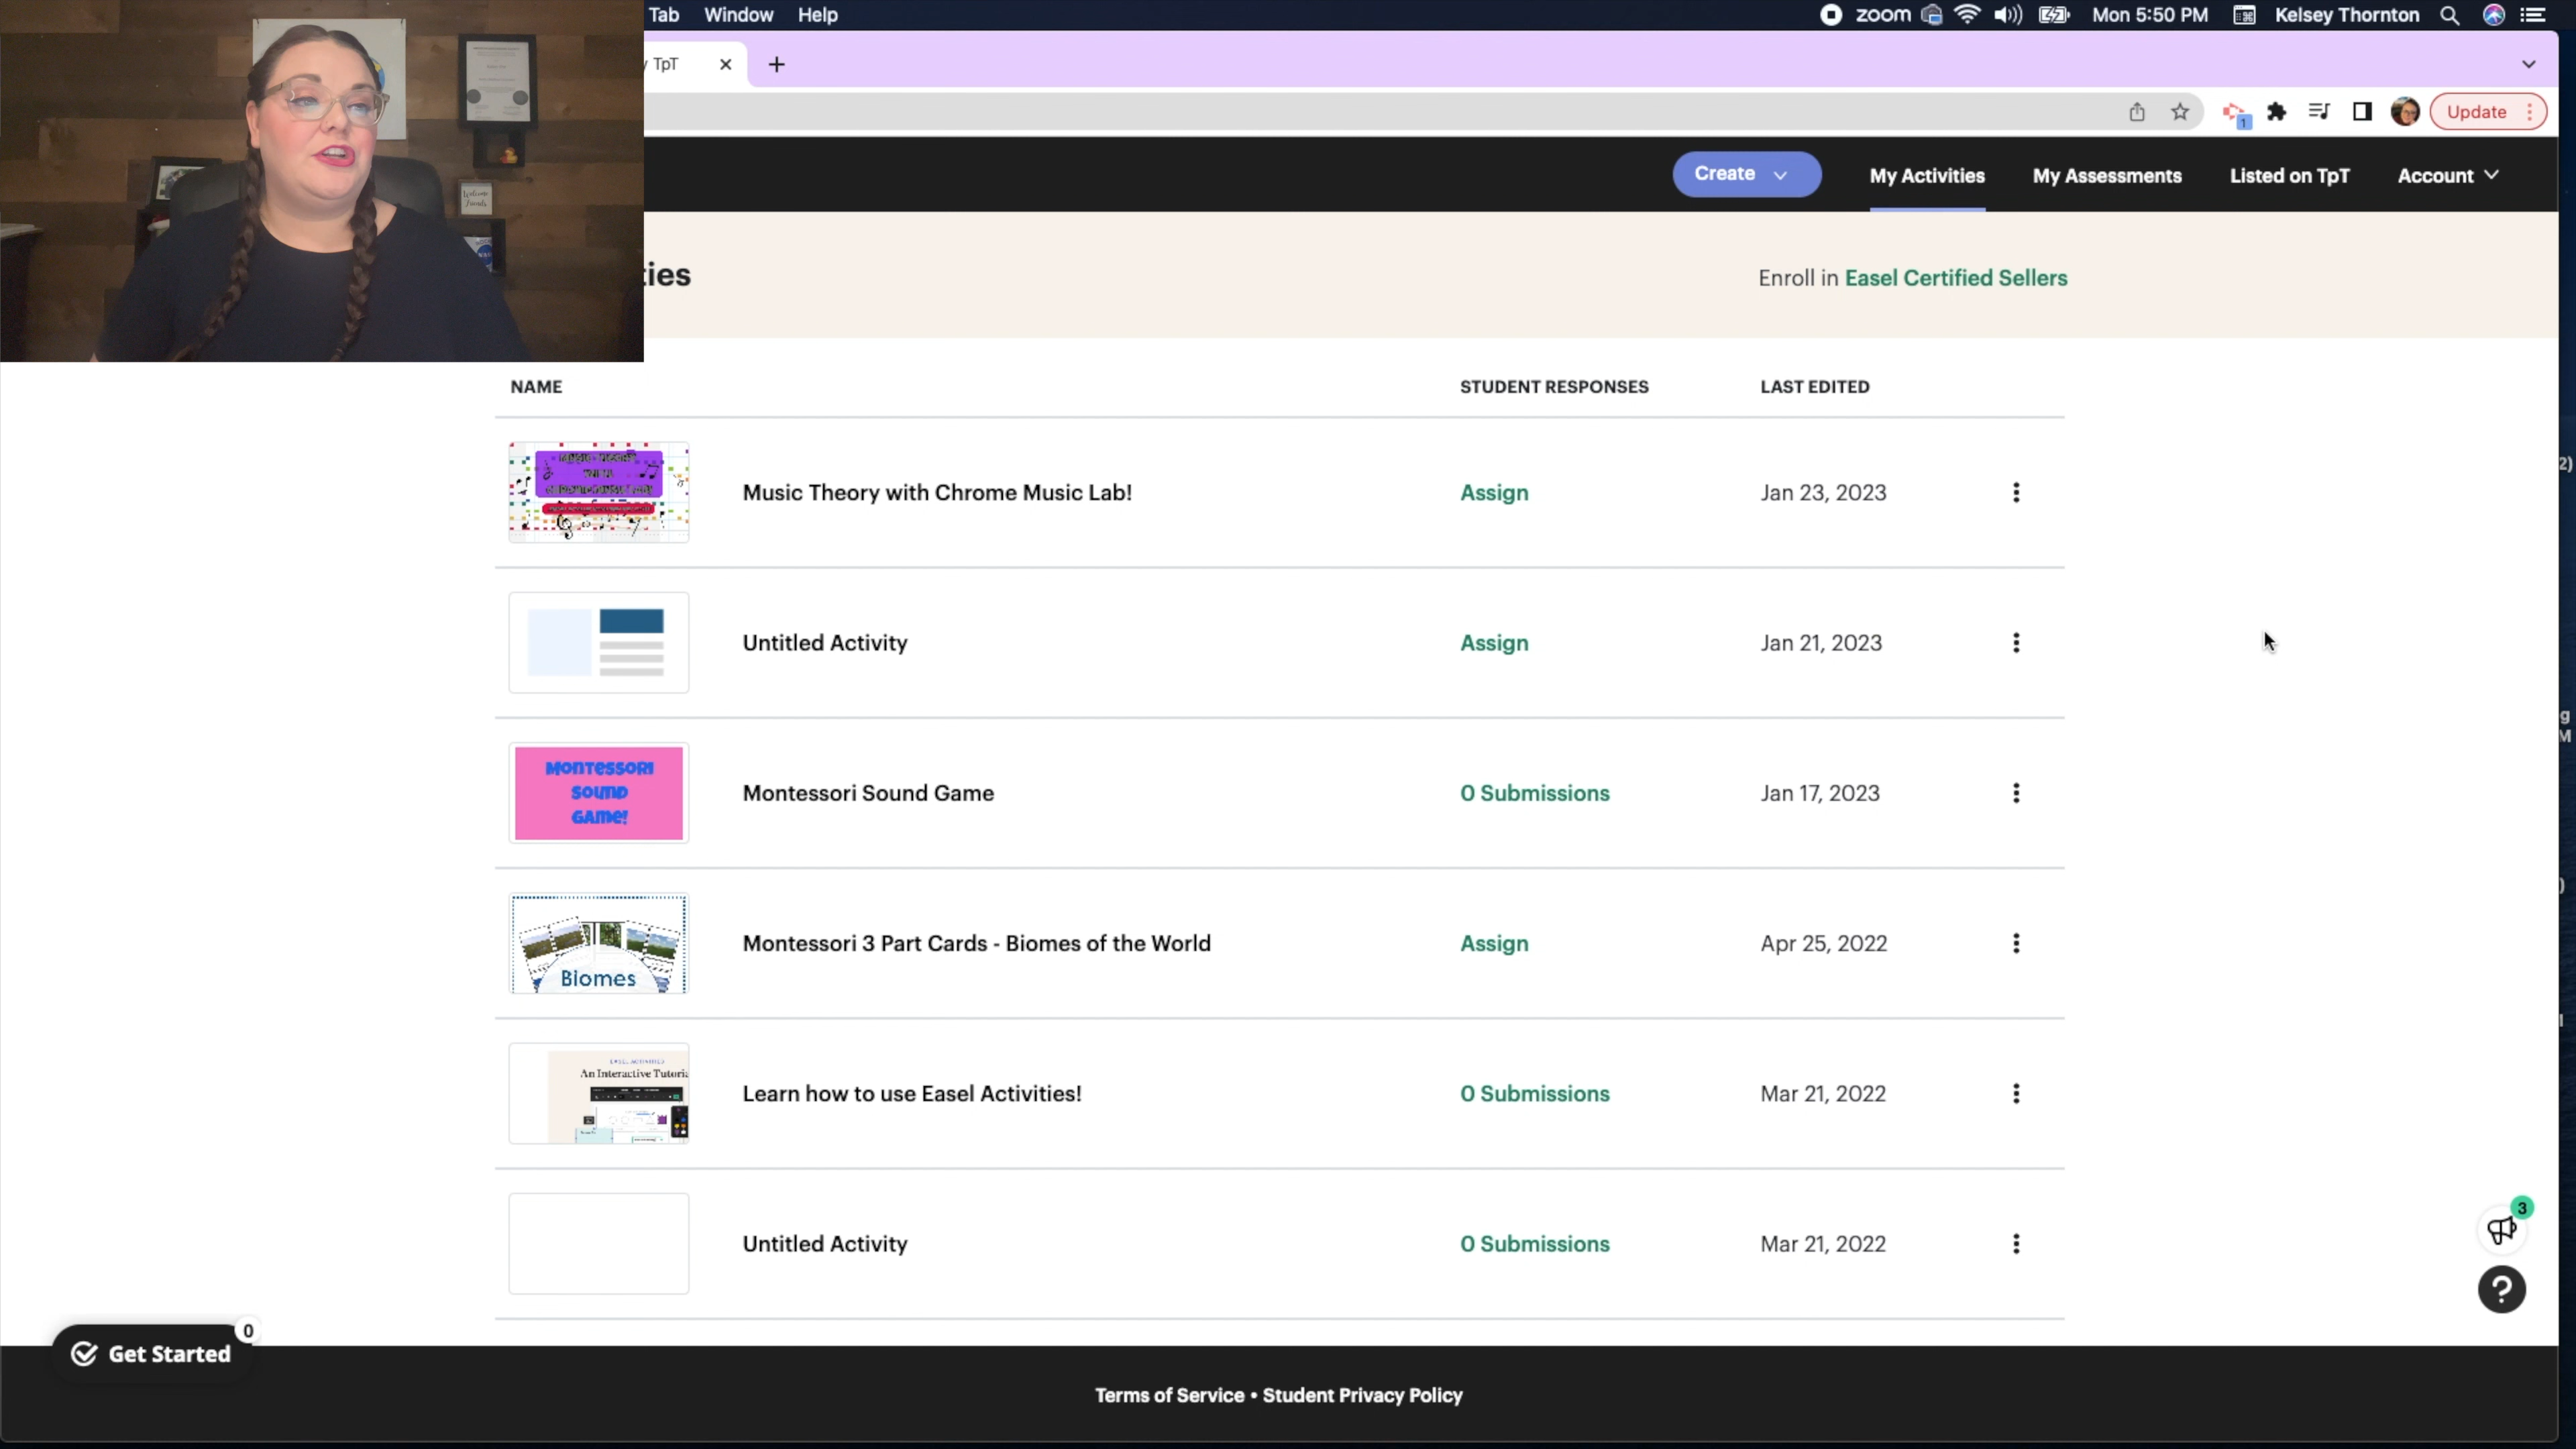 Tab Window Help
zoom
Mon 5:50 PM
Kelsey Thornton
TpT
Update
1
Create
My Activities
My Assessments
Listed on TpT
Account
ties
Enroll in Easel Certified Sellers
NAME
STUDENT RESPONSES
LAST EDITED
Music Theory with Chrome Music Lab!
Assign
Jan 23, 2023
Untitled Activity
Assign
Jan 21, 2023
MONTESSORI
SOUND
GAME!
Montessori Sound Game
0 Submissions
Jan 17, 2023
Biomes
Montessori 3 Part Cards - Biomes of the World
Assign
Apr 25, 2022
EASEL ACTIVITIES
An Interactive Tutoria
Learn how to use Easel Activities!
0 Submissions
Mar 21, 2022
Untitled Activity
0 Submissions
Mar 21, 2022
3
?
0
Get Started
Terms of Service • Student Privacy Policy